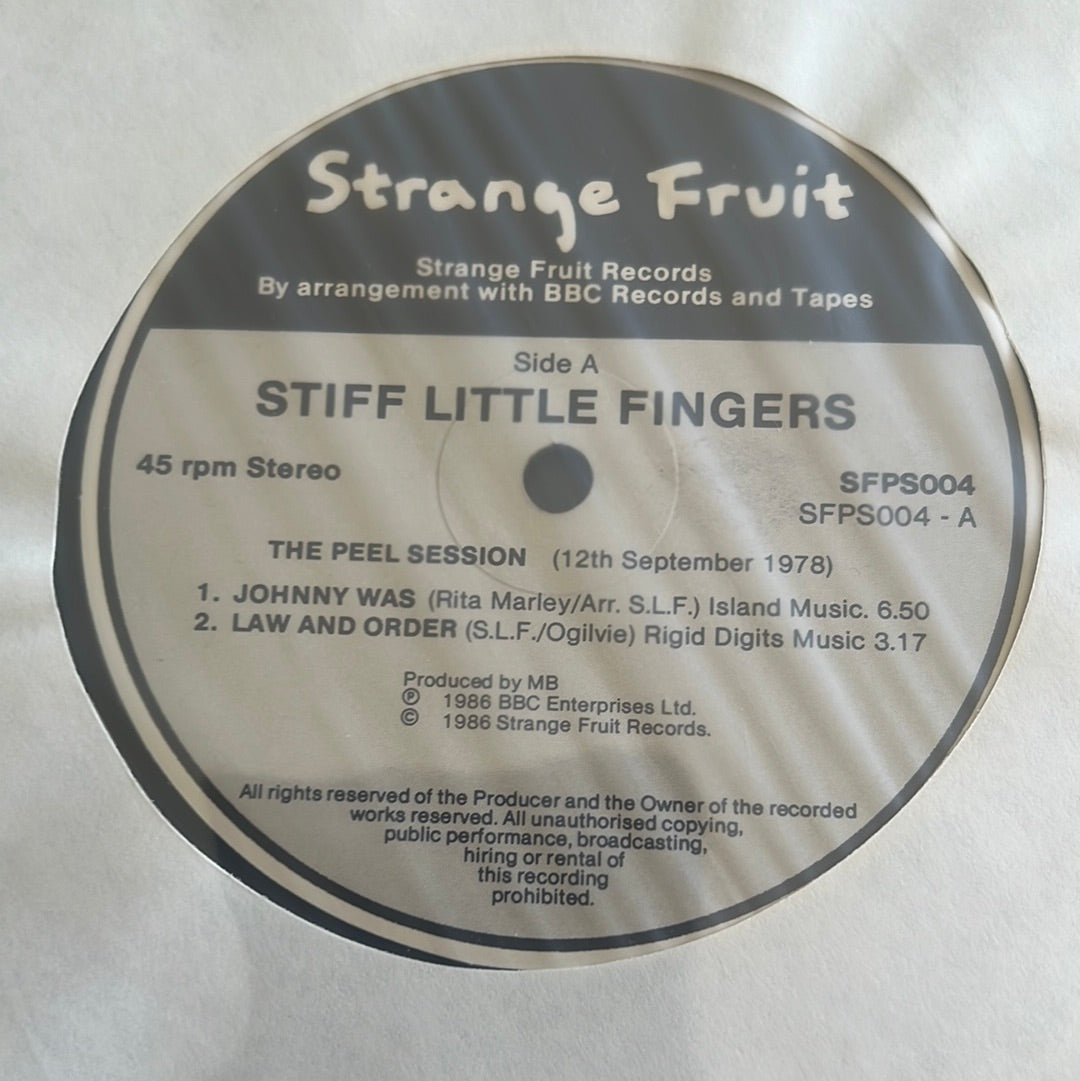 Strange Fruit
Strange Fruit Records
By arrangement with BBC Records and Tapes
Side A
STIFF LITTLE FINGERS
45 rpm Stereo
SFPS004
SFPS004 - A
THE PEEL SESSION (12th September 1978)
1. JOHNNY WAS (Rita Marley/Arr. S.L.F.) Island Music. 6.50
2. LAW AND ORDER (S.L.F./Ogilvie) Rigid Digits Music 3.17
Produced by MB
℗ 1986 BBC Enterprises Ltd.
© 1986 Strange Fruit Records.
All rights reserved of the Producer and the Owner of the recorded
works reserved. All unauthorised copying,
public performance, broadcasting,
hiring or rental of
this recording
prohibited.